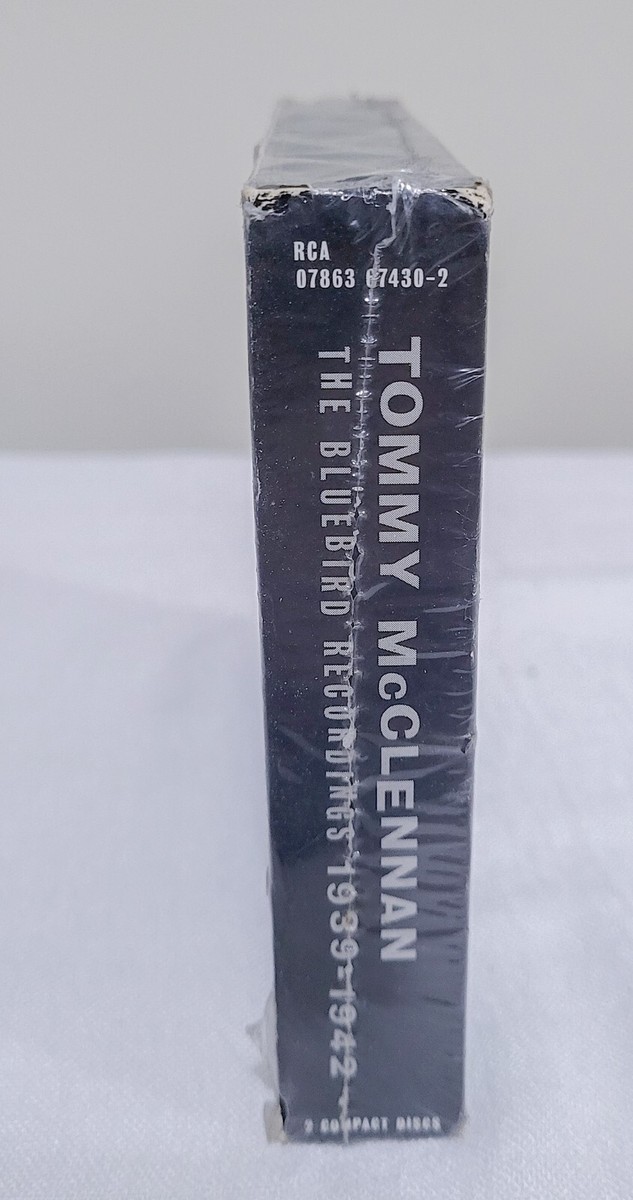 RCA
07863 67430-2
TOMMY McCLENNAN
THE BLUEBIRD RECORDINGS 1939-1942
2 COMPACT DISCS